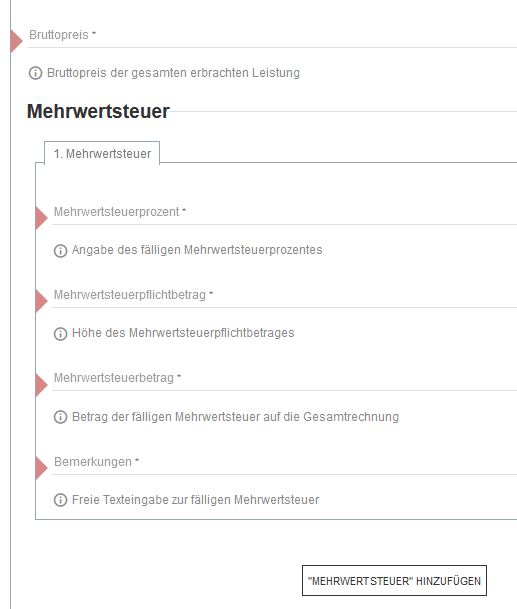 Bruttopreis *
Bruttopreis der gesamten erbrachten Leistung
Mehrwertsteuer
1. Mehrwertsteuer
Mehrwertsteuerprozent *
Angabe des fälligen Mehrwertsteuerprozentes
Mehrwertsteuerpflichtbetrag *
Höhe des Mehrwertsteuerpflichtbetrages
Mehrwertsteuerbetrag *
Betrag der fälligen Mehrwertsteuer auf die Gesamtrechnung
Bemerkungen *
Freie Texteingabe zur fälligen Mehrwertsteuer
"MEHRWERTSTEUER" HINZUFÜGEN